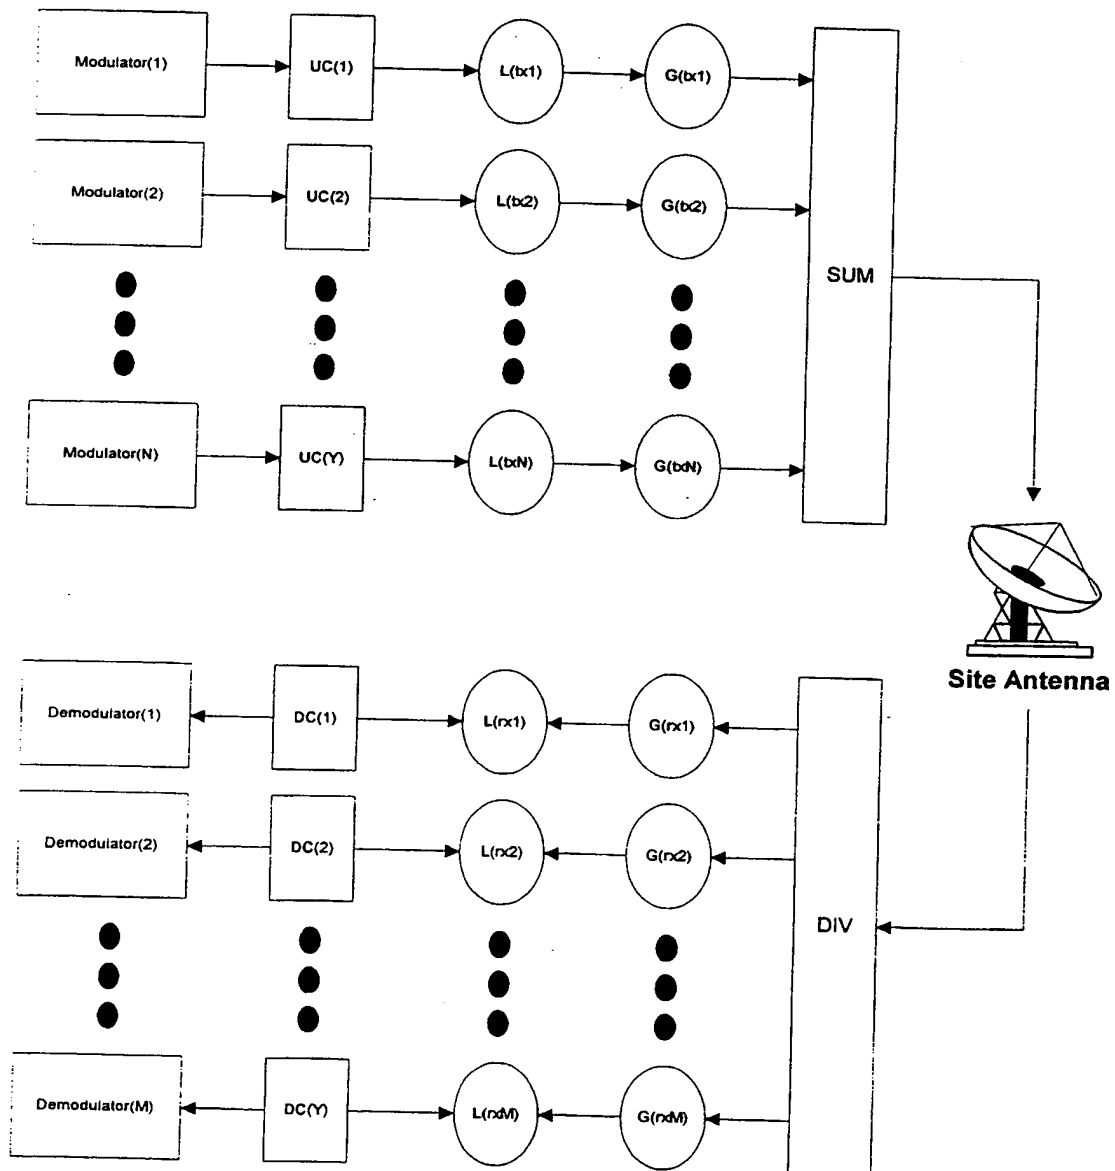 Modulator(1) UC(1) L(tx1) G(tx1)
Modulator(2) UC(2) L(tx2) G(tx2)
SUM
Modulator(N) UC(Y) L(txN) G(txN)
Site Antenna
Demodulator(1) DC(1) L(rx1) G(rx1)
Demodulator(2) DC(2) L(rx2) G(rx2)
DIV
Demodulator(M) DC(Y) L(rxM) G(rxM)